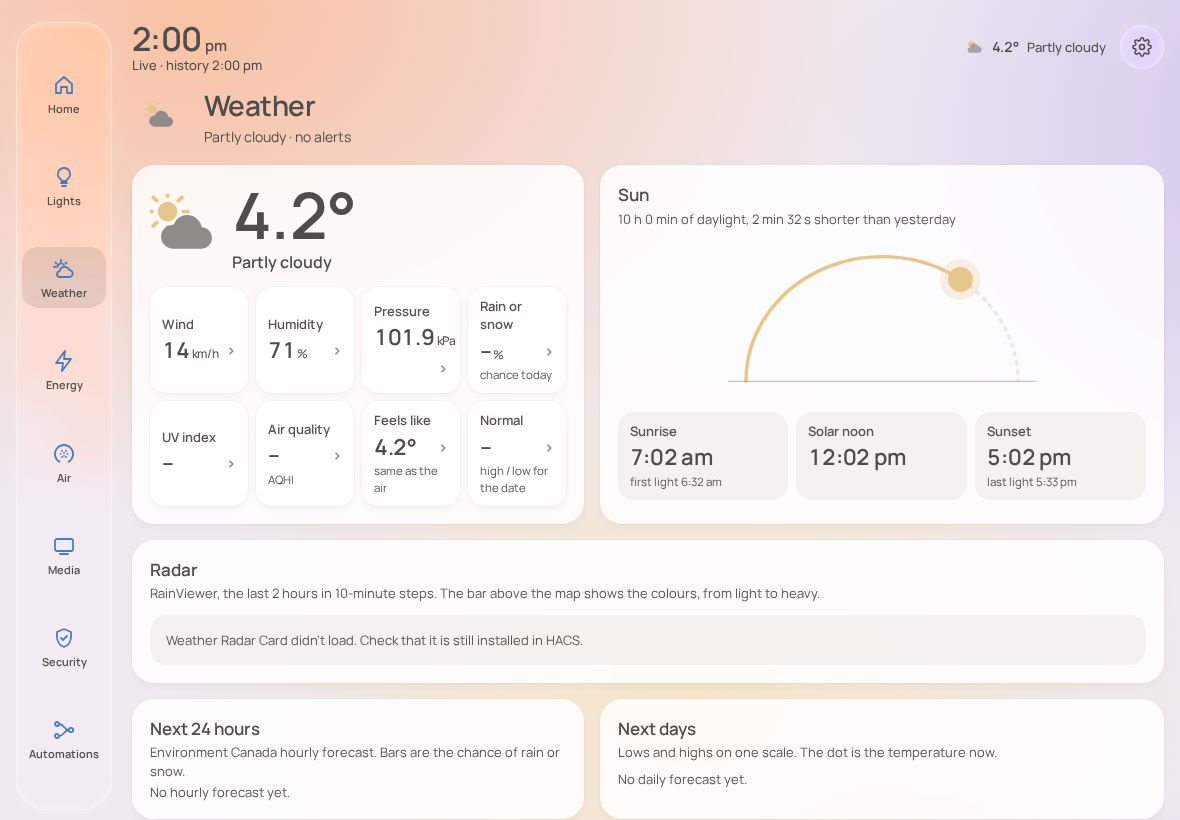 2:00 pm
Live · history 2:00 pm
4.2° Partly cloudy
Home
Lights
Weather
Energy
Air
Media
Security
Automations
Weather
Partly cloudy · no alerts
4.2°
Partly cloudy
Wind
14 km/h
Humidity
71 %
Pressure
101.9 kPa
Rain or
snow
– %
chance today
UV index
–
Air quality
–
AQHI
Feels like
4.2°
same as the
air
Normal
–
high / low for
the date
Sun
10 h 0 min of daylight, 2 min 32 s shorter than yesterday
Sunrise
7:02 am
first light 6:32 am
Solar noon
12:02 pm
Sunset
5:02 pm
last light 5:33 pm
Radar
RainViewer, the last 2 hours in 10-minute steps. The bar above the map shows the colours, from light to heavy.
Weather Radar Card didn't load. Check that it is still installed in HACS.
Next 24 hours
Environment Canada hourly forecast. Bars are the chance of rain or
snow.
No hourly forecast yet.
Next days
Lows and highs on one scale. The dot is the temperature now.
No daily forecast yet.